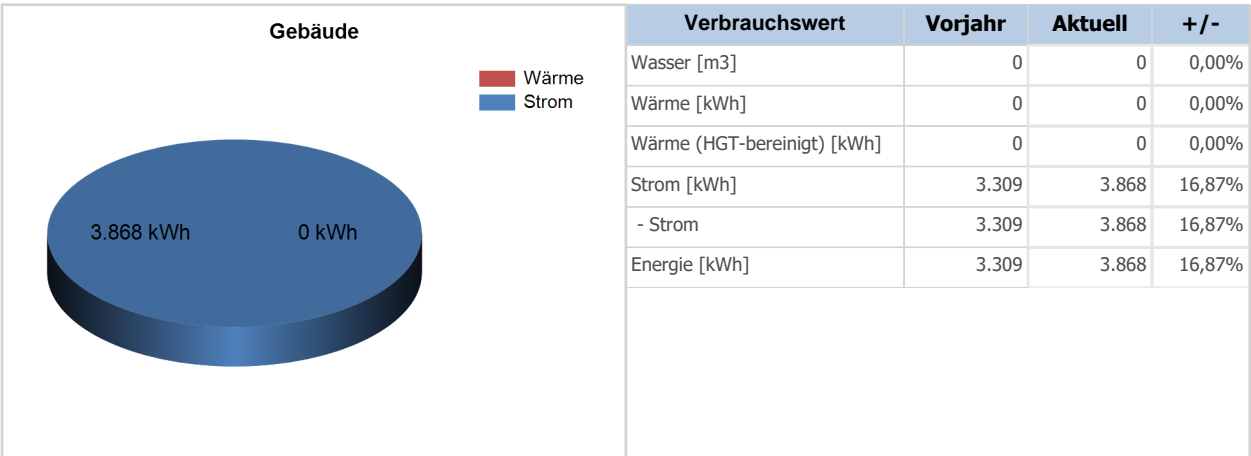 Gebäude
Wärme
Strom
3.868 kWh 0 kWh
Verbrauchswert Vorjahr Aktuell +/-
Wasser [m3] 0 0 0,00%
Wärme [kWh] 0 0 0,00%
Wärme (HGT-bereinigt) [kWh] 0 0 0,00%
Strom [kWh] 3.309 3.868 16,87%
- Strom 3.309 3.868 16,87%
Energie [kWh] 3.309 3.868 16,87%